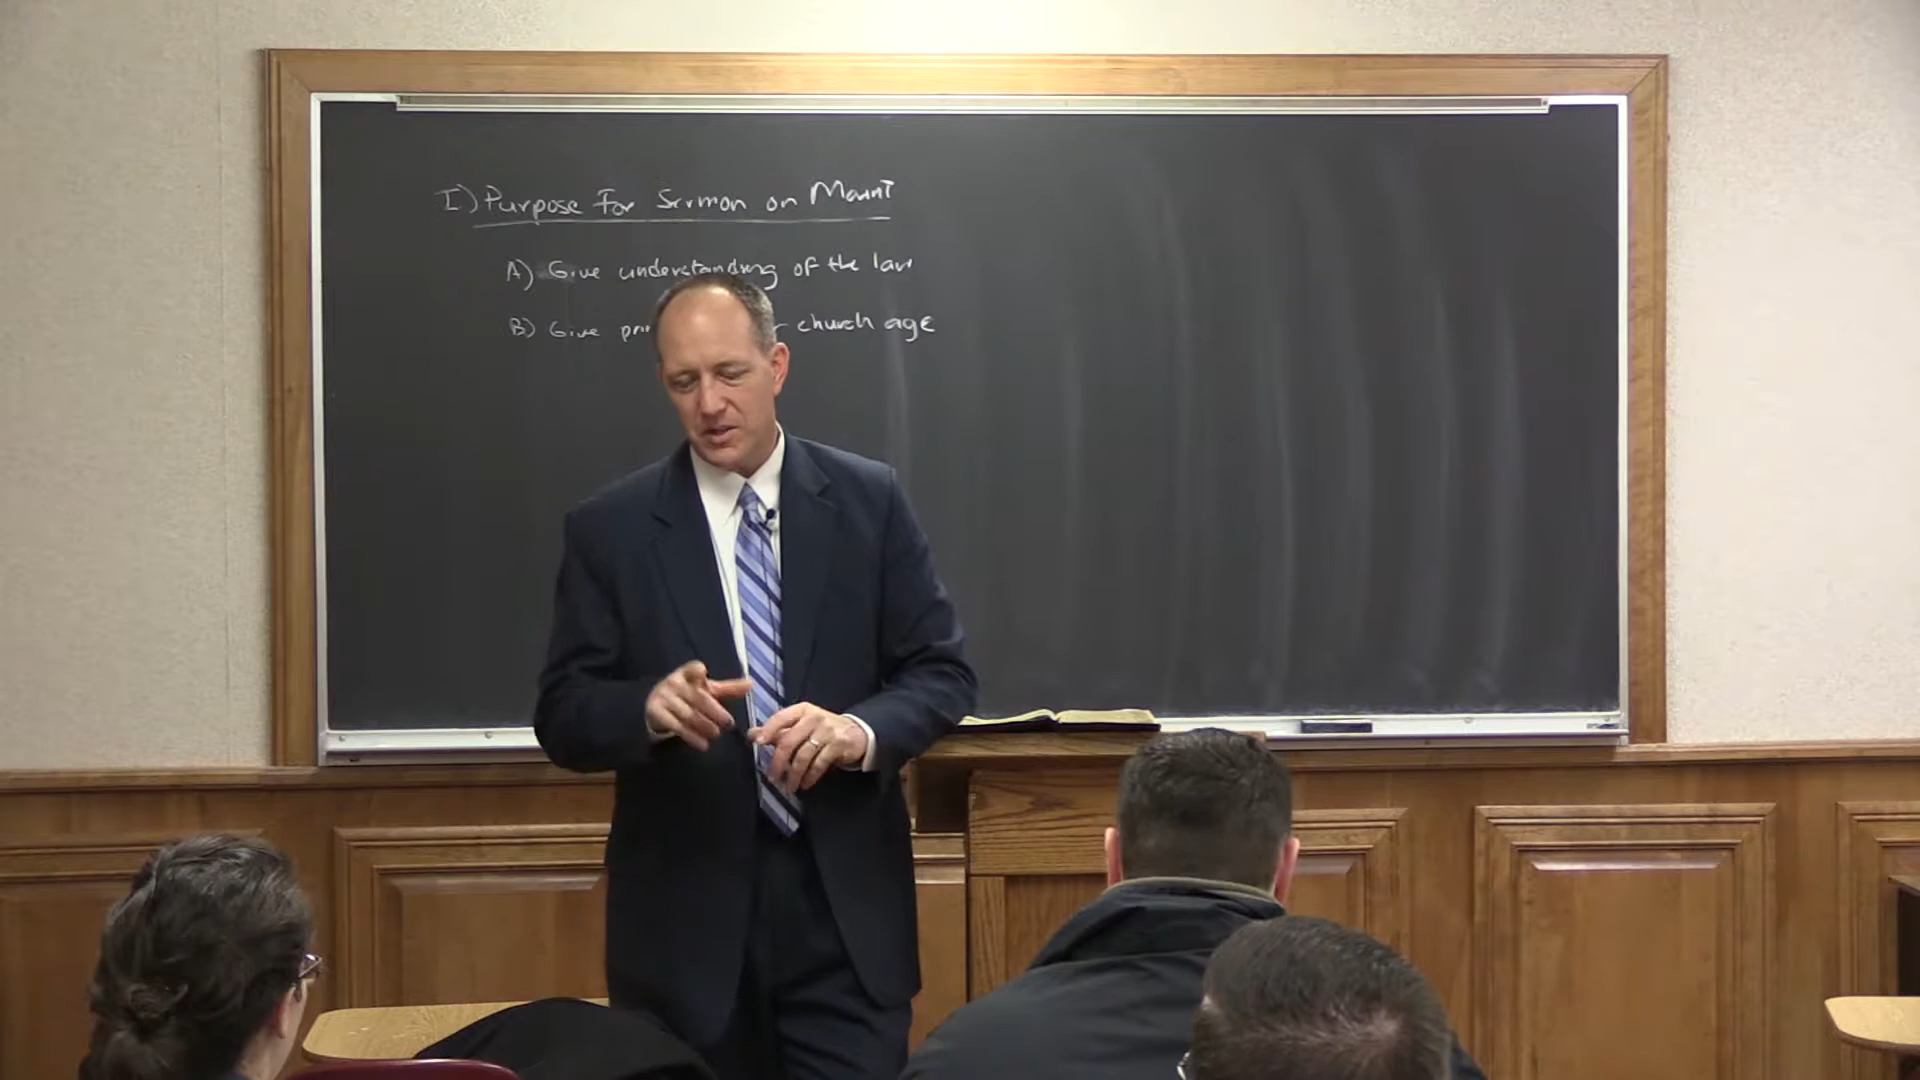 I) Purpose For Sermon on Mount
A) Give understanding of the law
B) Give church age